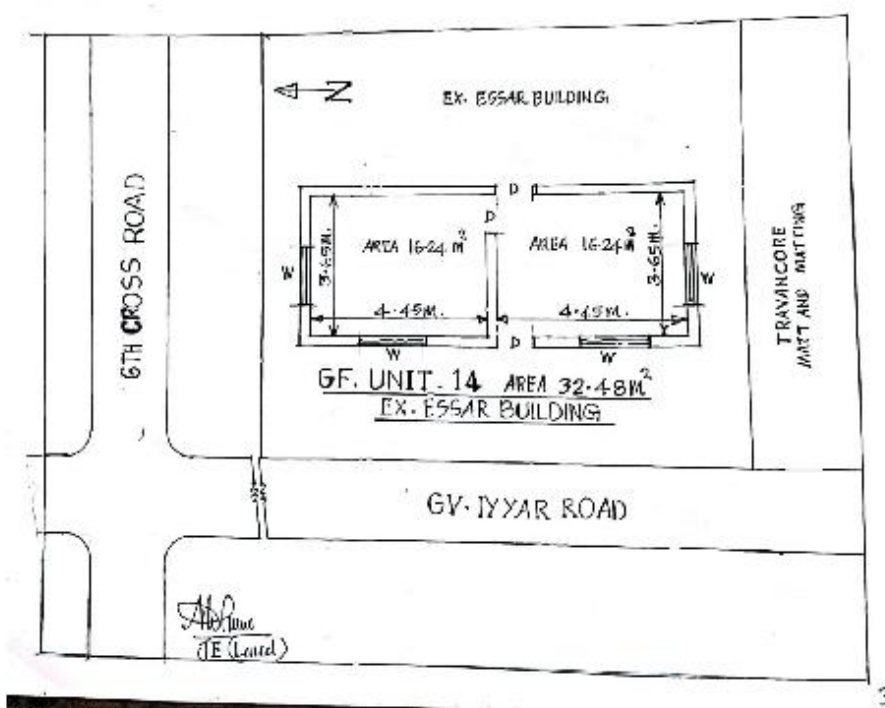 N
EX. ESSAR BUILDING
6TH CROSS ROAD
D
D
AREA 16.24 m²
AREA 16.24 m²
W
3.65M.
3.65M.
W
TRAVANCORE
MATT AND MATTING
4.45M.
4.45M.
W
D
W
GF. UNIT. 14 AREA 32.48M²
EX. ESSAR BUILDING
GV. IYYAR ROAD
JE (Land)
3